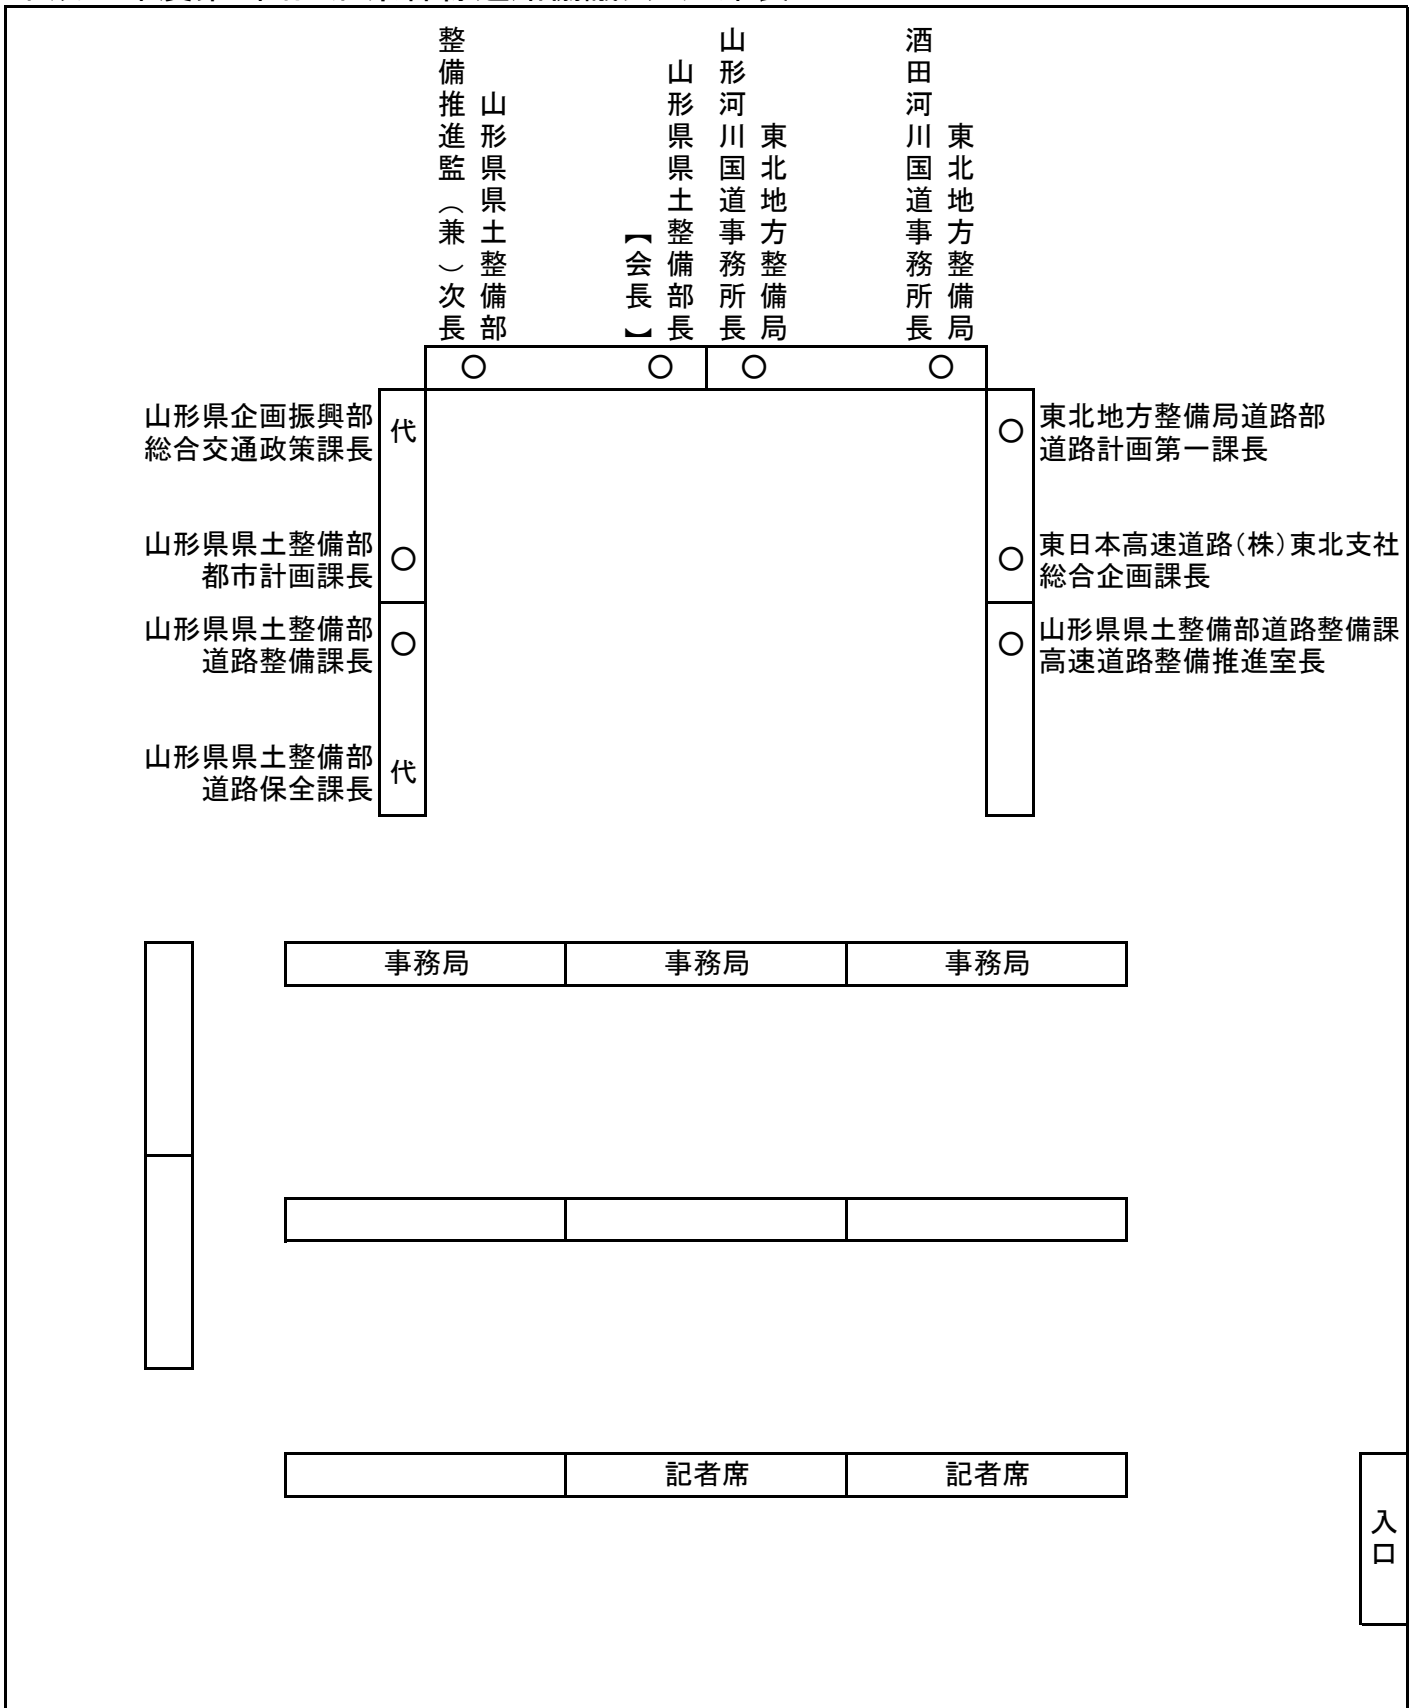 酒田河川国道事務所長
東北地方整備局
山形河川国道事務所長
東北地方整備局
山形県県土整備部長
【会長】
山形県県土整備部
整備推進監（兼）次長
○ ○ ○ ○
山形県企画振興部
総合交通政策課長
代
山形県県土整備部
都市計画課長
○
山形県県土整備部
道路整備課長
○
山形県県土整備部
道路保全課長
代
○
東北地方整備局道路部
道路計画第一課長
○
東日本高速道路(株)東北支社
総合企画課長
○
山形県県土整備部道路整備課
高速道路整備推進室長
事務局 事務局 事務局
記者席 記者席
入口